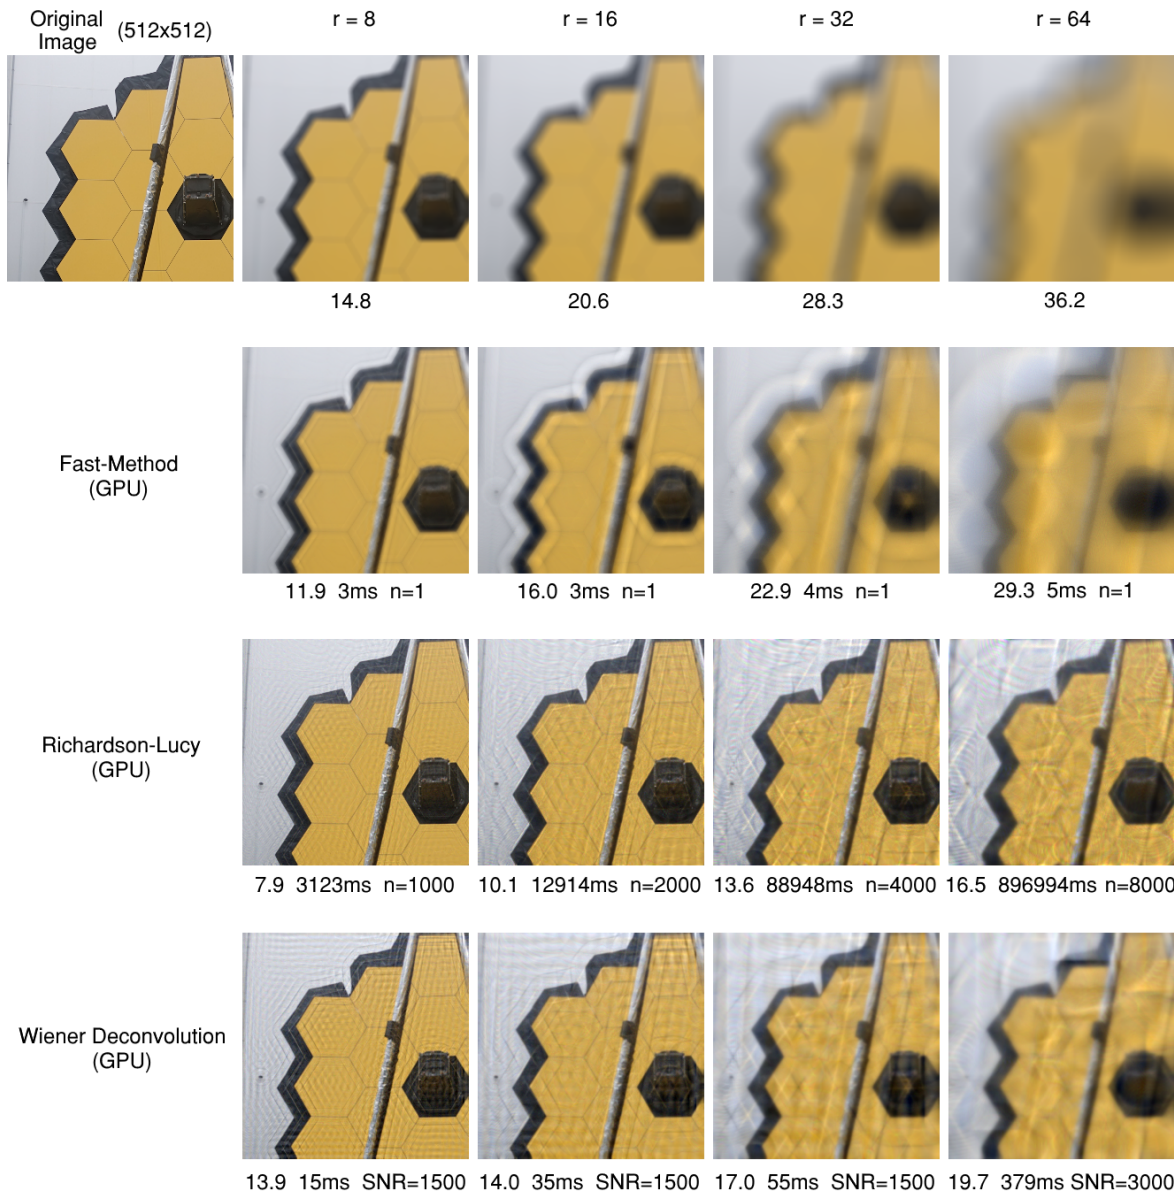 Original
Image
(512x512)
r = 8
r = 16
r = 32
r = 64
14.8
20.6
28.3
36.2
Fast-Method
(GPU)
11.9 3ms n=1
16.0 3ms n=1
22.9 4ms n=1
29.3 5ms n=1
Richardson-Lucy
(GPU)
7.9 3123ms n=1000
10.1 12914ms n=2000
13.6 88948ms n=4000
16.5 896994ms n=8000
Wiener Deconvolution
(GPU)
13.9 15ms SNR=1500
14.0 35ms SNR=1500
17.0 55ms SNR=1500
19.7 379ms SNR=3000